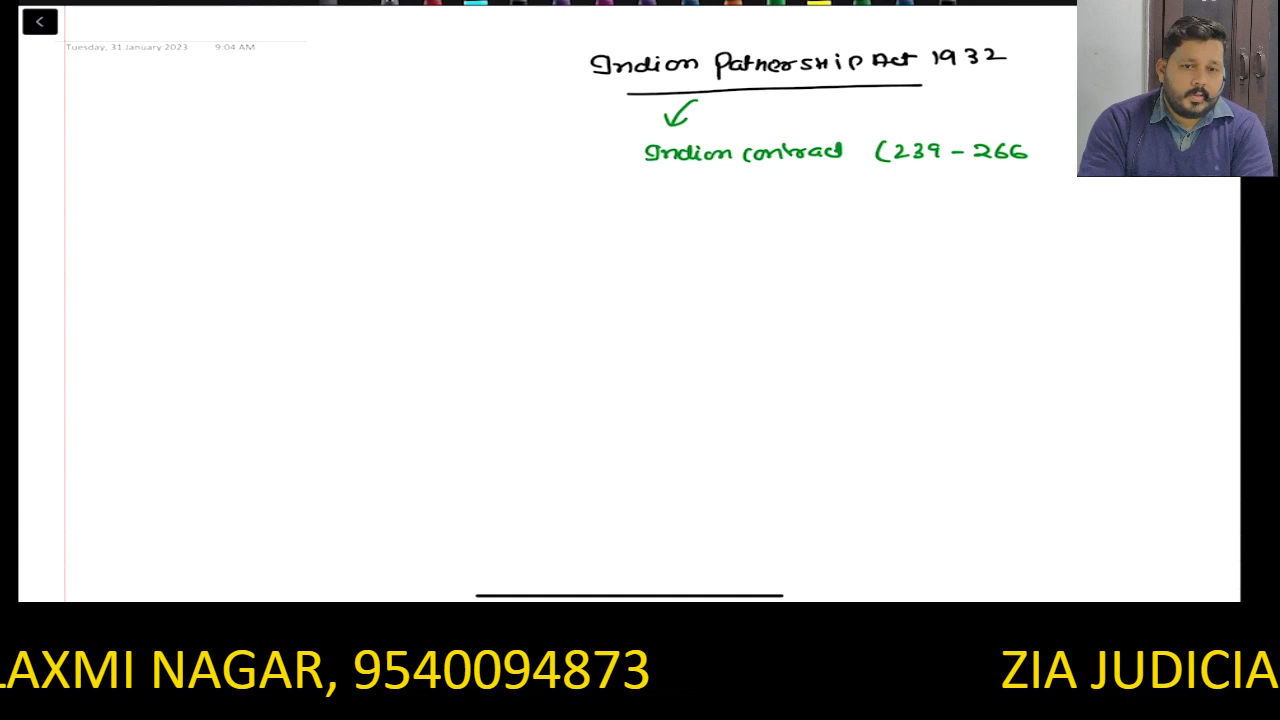 Tuesday, 31 January 2023 9:04 AM
Indian Patnership Act 1932
Indian contract (239 - 266
LAXMI NAGAR, 9540094873 ZIA JUDICIA